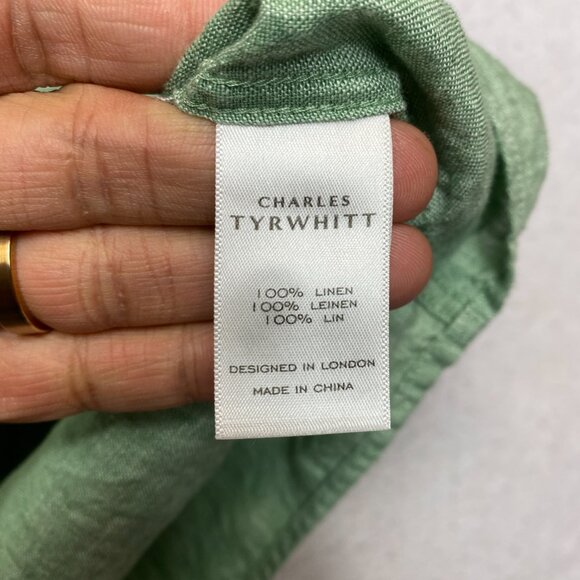 CHARLES
TYRWHITT
100% LINEN
100% LEINEN
100% LIN
DESIGNED IN LONDON
MADE IN CHINA